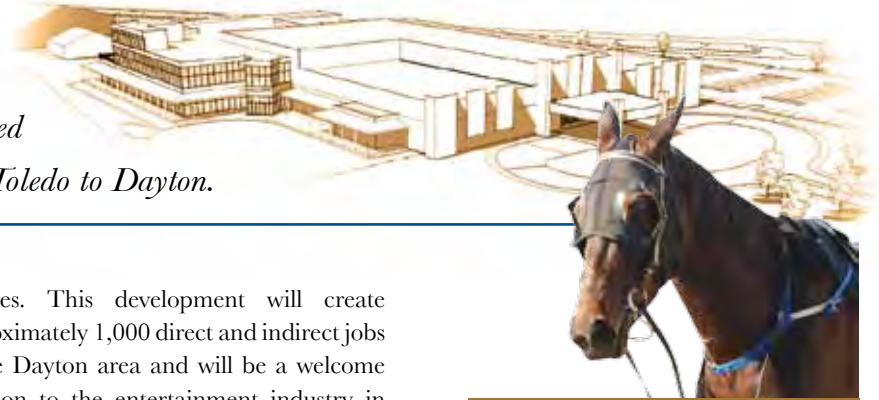 ed
Toledo to Dayton.
es. This development will create
oximately 1,000 direct and indirect jobs
e Dayton area and will be a welcome
on to the entertainment industry in